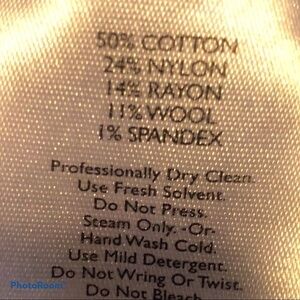 50% COTTON
24% NYLON
14% RAYON
11% WOOL
1% SPANDEX
Professionally Dry Clean.
Use Fresh Solvent.
Do Not Press.
Steam Only. -Or-
Hand Wash Cold.
Use Mild Detergent.
Do Not Wring Or Twist.
Do Not Bleach.
PhotoRoom